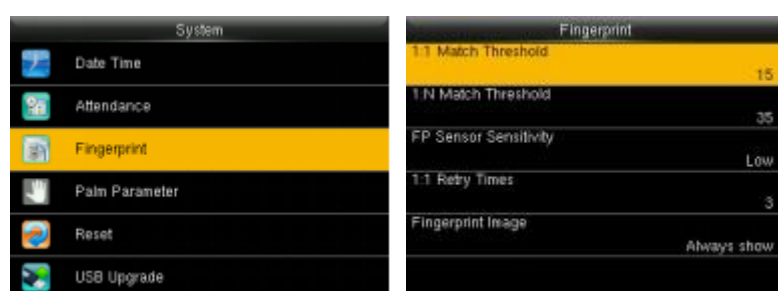 System
Date Time
Attendance
Fingerprint
Palm Parameter
Reset
USB Upgrade
Fingerprint
1:1 Match Threshold
15
1:N Match Threshold
35
FP Sensor Sensitivity
Low
1:1 Retry Times
3
Fingerprint Image
Always show